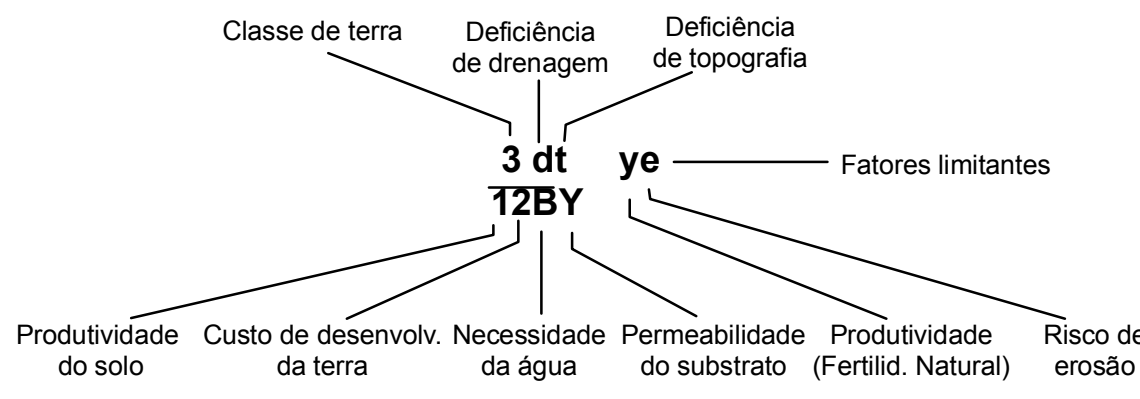 Classe de terra
Deficiência
de drenagem
Deficiência
de topografia
3 dt ye
Fatores limitantes
12BY
Produtividade
do solo
Custo de desenvolv.
da terra
Necessidade
da água
Permeabilidade
do substrato
Produtividade
(Fertilid. Natural)
Risco de
erosão